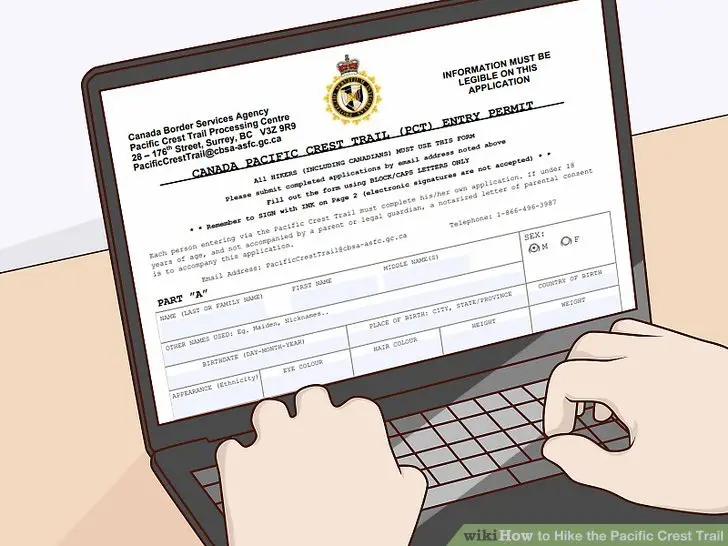 Canada Border Services Agency
Pacific Crest Trail Processing Centre
28 – 176th Street, Surrey, BC V3Z 9R9
PacificCrestTrail@cbsa-asfc.gc.ca
INFORMATION MUST BE
LEGIBLE ON THIS
APPLICATION
CANADA PACIFIC CREST TRAIL (PCT) ENTRY PERMIT
All HIKERS (INCLUDING CANADIANS) MUST USE THIS FORM
Please submit completed applications by email address noted above
Fill out the form using BLOCK/CAPS LETTERS ONLY
* * Remember to SIGN with INK on Page 2 (electronic signatures are not accepted) * *
Each person entering via the Pacific Crest Trail must complete his/her own application. If under 18
years of age, and not accompanied by a parent or legal guardian, a notarized letter of parental consent
is to accompany this application.
Email Address: PacificCrestTrail@cbsa-asfc.gc.ca Telephone: 1-866-496-3987
PART "A"
NAME (LAST OR FAMILY NAME) FIRST NAME MIDDLE NAME(S) SEX: M F
OTHER NAMES USED: Eg. Maiden, Nicknames..
BIRTHDATE (DAY-MONTH-YEAR) PLACE OF BIRTH: CITY, STATE/PROVINCE COUNTRY OF BIRTH
APPEARANCE (Ethnicity) EYE COLOUR HAIR COLOUR HEIGHT WEIGHT
wikiHow to Hike the Pacific Crest Trail